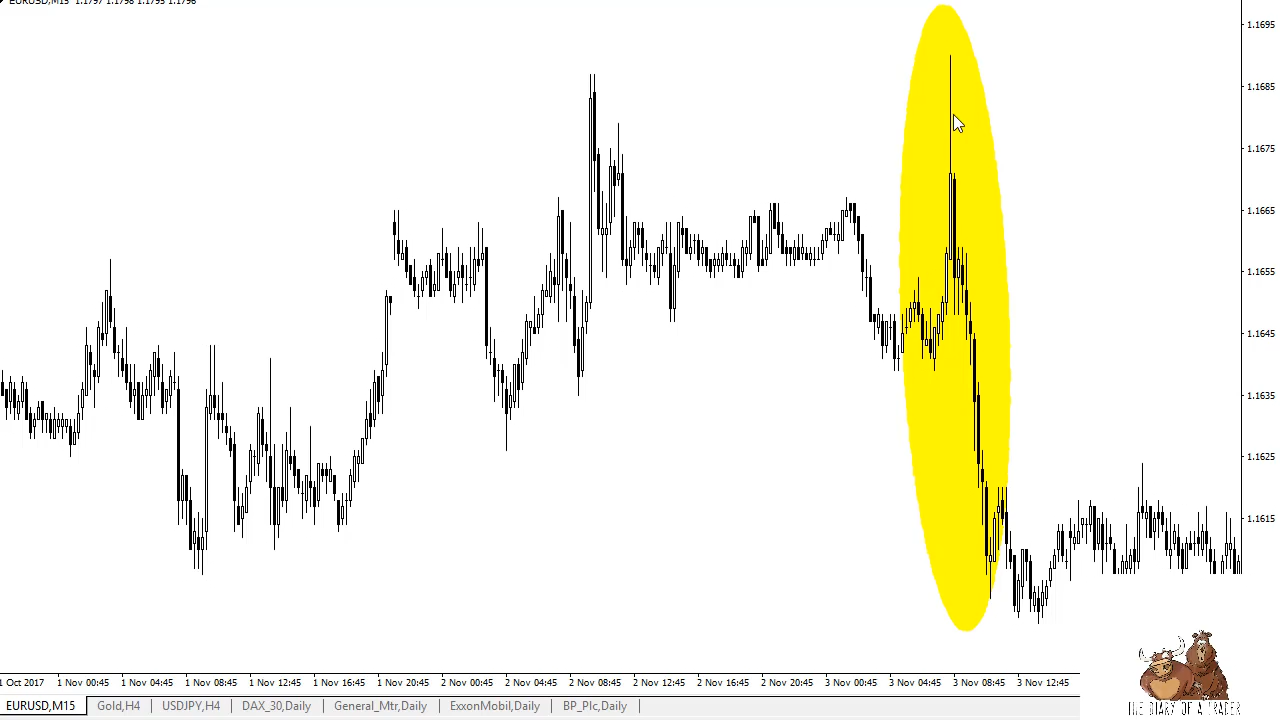 EURUSD,M15 1.1797 1.1798 1.1795 1.1796
1.1695
1.1685
1.1675
1.1665
1.1655
1.1645
1.1635
1.1625
1.1615
1 Oct 2017 1 Nov 00:45 1 Nov 04:45 1 Nov 08:45 1 Nov 12:45 1 Nov 16:45 1 Nov 20:45 2 Nov 00:45 2 Nov 04:45 2 Nov 08:45 2 Nov 12:45 2 Nov 16:45 2 Nov 20:45 3 Nov 00:45 3 Nov 04:45 3 Nov 08:45 3 Nov 12:45
EURUSD,M15 Gold,H4 USDJPY,H4 DAX_30,Daily General_Mtr,Daily ExxonMobil,Daily BP_Plc,Daily
THE DIARY OF A TRADER